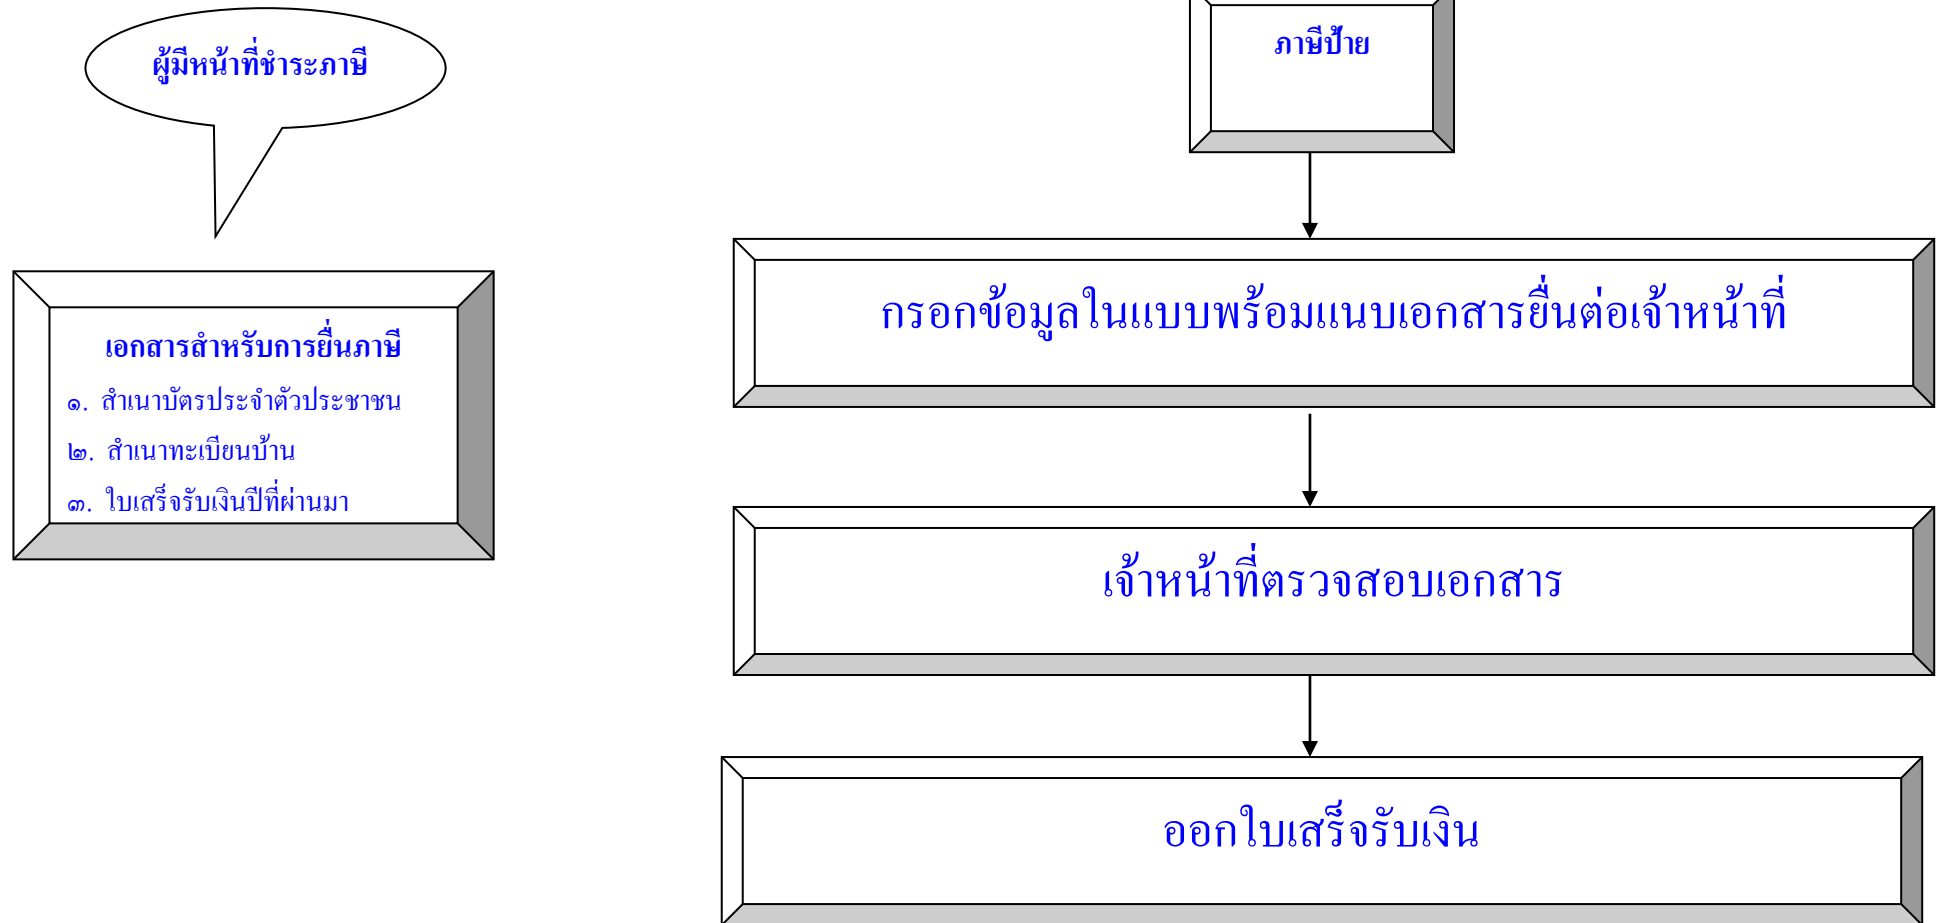 ผู้มีหน้าที่ชำระภาษี
เอกสารสำหรับการยื่นภาษี
๑. สำเนาบัตรประจำตัวประชาชน
๒. สำเนาทะเบียนบ้าน
๓. ใบเสร็จรับเงินปีที่ผ่านมา
ภาษีป้าย
กรอกข้อมูลในแบบพร้อมแนบเอกสารยื่นต่อเจ้าหน้าที่
เจ้าหน้าที่ตรวจสอบเอกสาร
ออกใบเสร็จรับเงิน